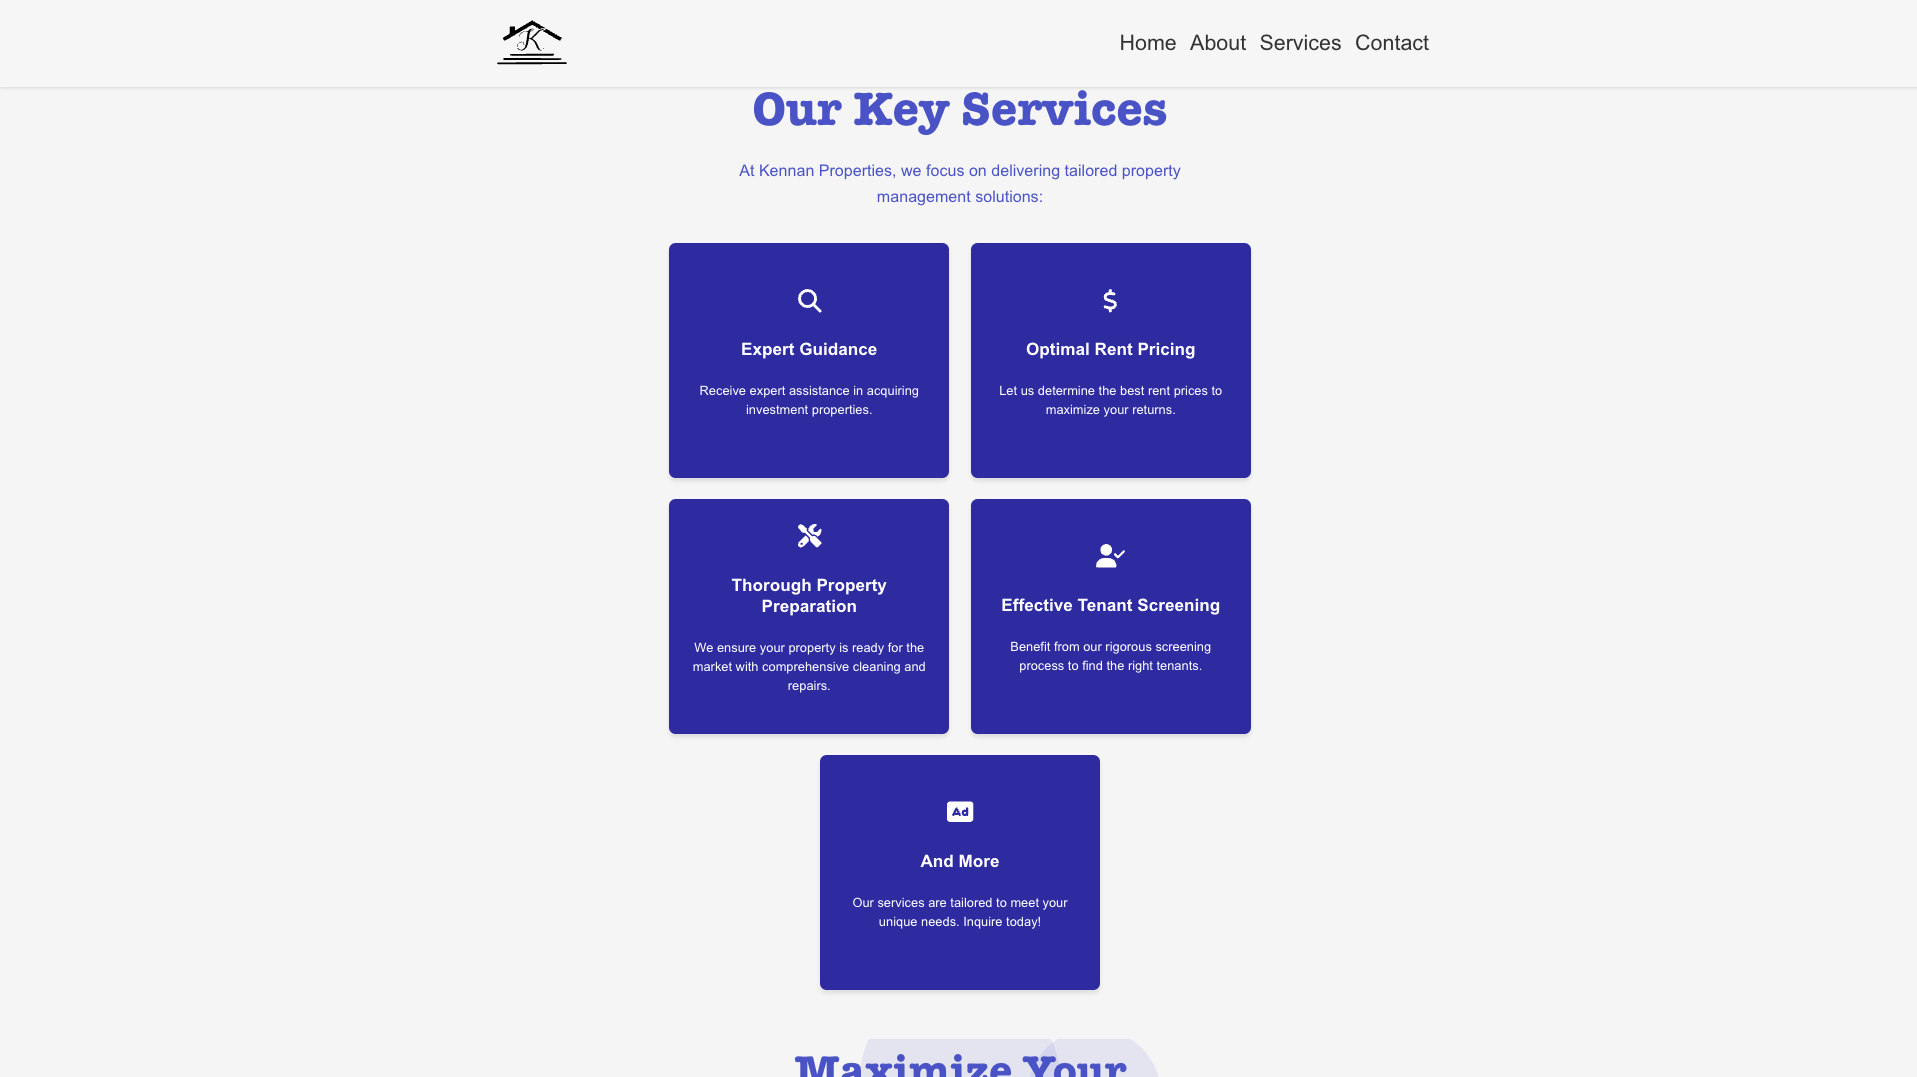 K
Home About Services Contact
Our Key Services
At Kennan Properties, we focus on delivering tailored property
management solutions:
Expert Guidance
Receive expert assistance in acquiring
investment properties.
$
Optimal Rent Pricing
Let us determine the best rent prices to
maximize your returns.
Thorough Property
Preparation
We ensure your property is ready for the
market with comprehensive cleaning and
repairs.
Effective Tenant Screening
Benefit from our rigorous screening
process to find the right tenants.
Ad
And More
Our services are tailored to meet your
unique needs. Inquire today!
Maximize Your